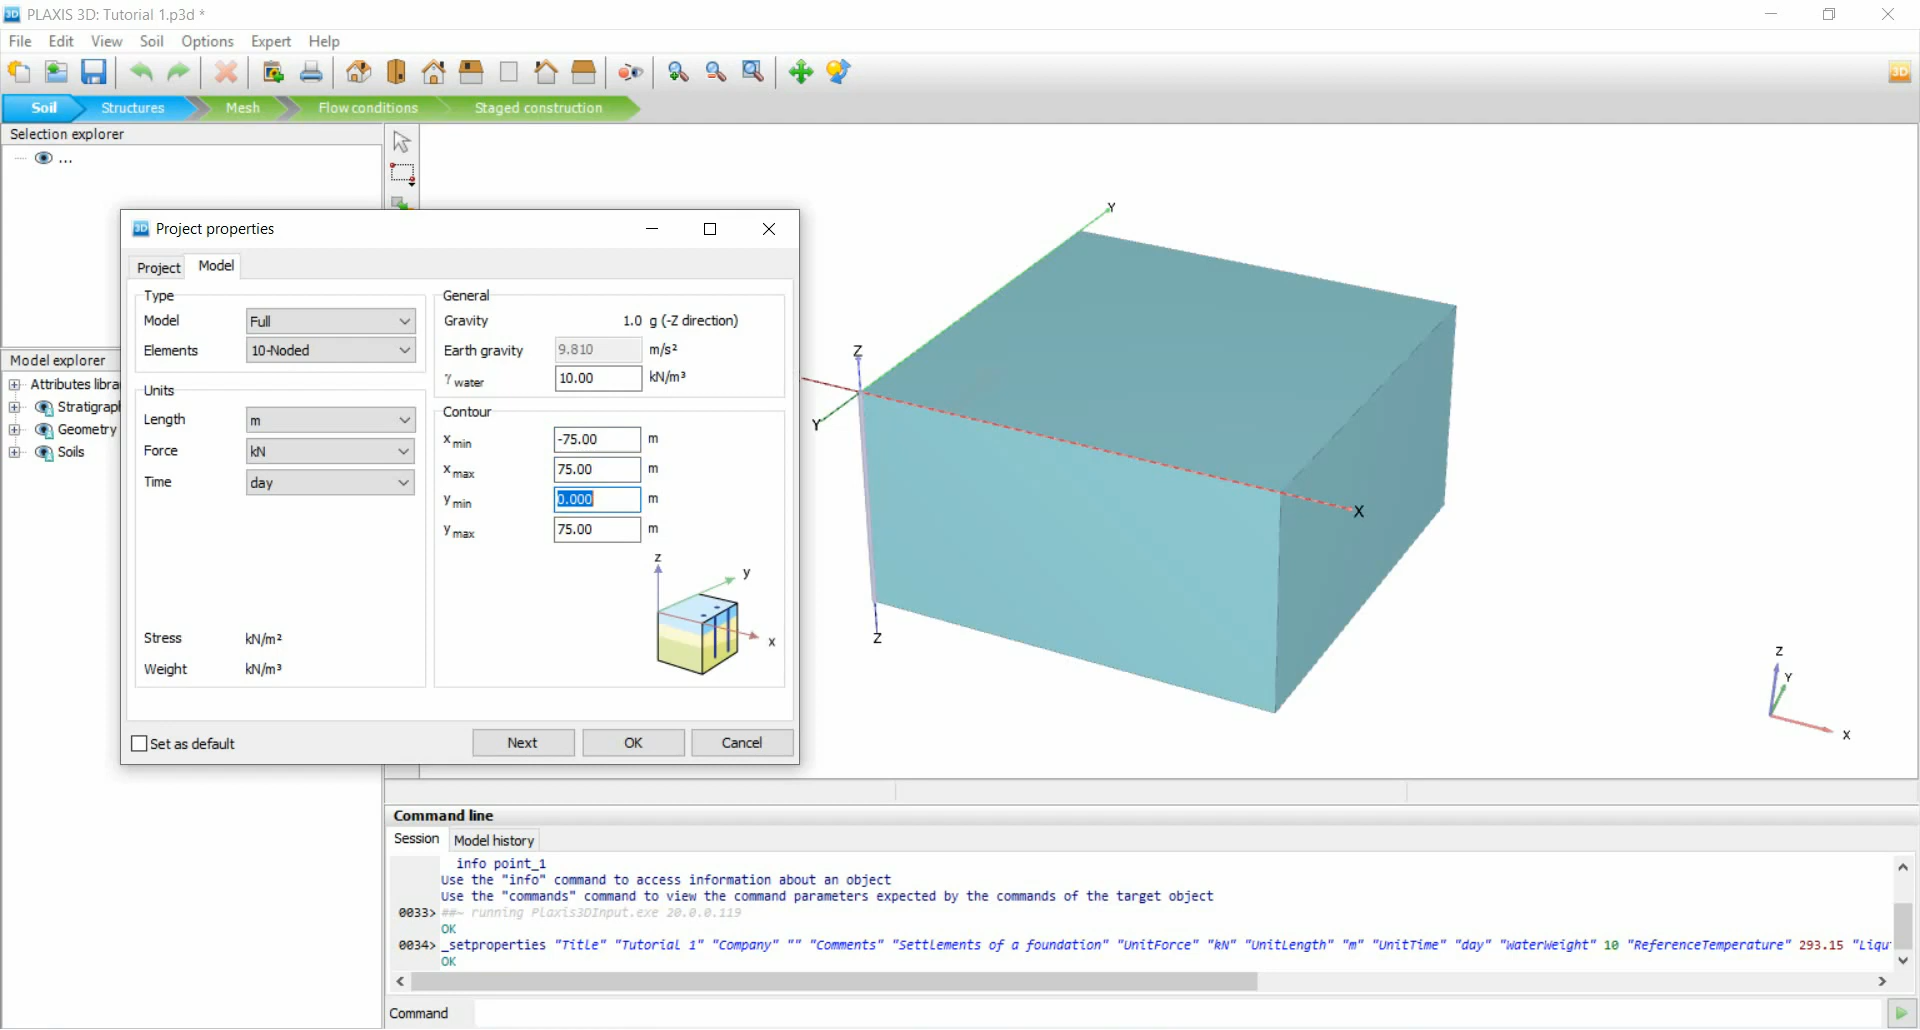 PLAXIS 3D: Tutorial 1.p3d *
File Edit View Soil Options Expert Help
3D
Soil Structures Mesh Flow conditions Staged construction
Selection explorer
...
3D Project properties
Project Model
Type
Model Full
Elements 10-Noded
Units
Length m
Force kN
Time day
Stress kN/m²
Weight kN/m³
General
Gravity 1.0 g (-Z direction)
Earth gravity 9.810 m/s²
γ water 10.00 kN/m³
Contour
x min -75.00 m
x max 75.00 m
y min 0.000 m
y max 75.00 m
z
y
x
Set as default Next OK Cancel
Model explorer
Attributes libra
Stratigraph
Geometry
Soils
Y
Z
Y
X
Z
Z
Y
X
Command line
Session Model history
info point_1
Use the "info" command to access information about an object
Use the "commands" command to view the command parameters expected by the commands of the target object
0033> ##~ running Plaxis3DInput.exe 20.0.0.119
OK
0034> _setproperties "Title" "Tutorial 1" "Company" "" "Comments" "Settlements of a foundation" "UnitForce" "kN" "UnitLength" "m" "UnitTime" "day" "WaterWeight" 10 "ReferenceTemperature" 293.15 "Liqu
OK
Command